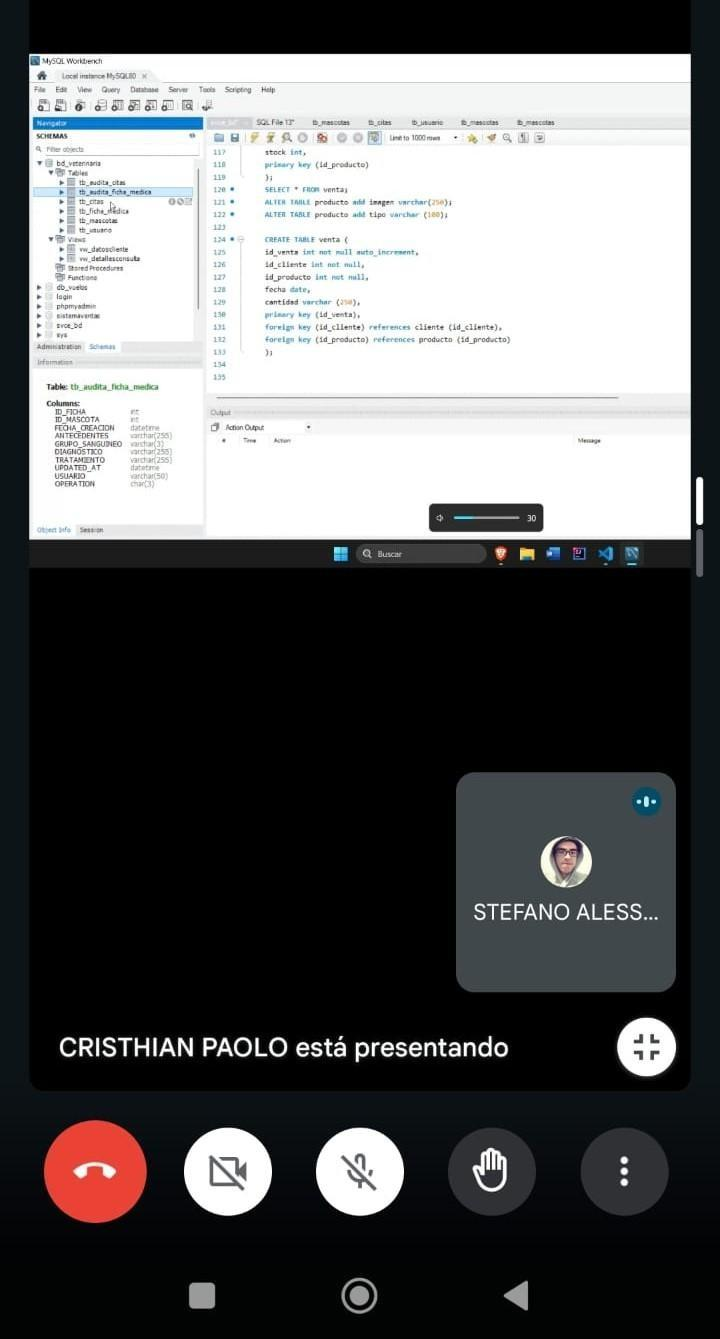 MySQL Workbench
Local instance MySQL80
File Edit View Query Database Server Tools Scripting Help
Navigator
SCHEMAS
Filter objects
bd_veterinaria
Tables
tb_audita_citas
tb_audita_ficha_medica
tb_citas
tb_ficha_medica
tb_mascotas
tb_usuario
Views
vw_datoscliente
vw_detallesconsulta
Stored Procedures
Functions
db_vuelos
login
phpmyadmin
sistemaventas
svce_bd
sys
Administration Schemas
Information
Table: tb_audita_ficha_medica
Columns:
ID_FICHA int
ID_MASCOTA int
FECHA_CREACION datetime
ANTECEDENTES varchar(255)
GRUPO_SANGUINEO varchar(3)
DIAGNOSTICO varchar(255)
TRATAMIENTO varchar(255)
UPDATED_AT datetime
USUARIO varchar(50)
OPERATION char(3)
Object Info Session
SQL File 13* tb_mascotas tb_citas tb_usuario tb_mascotas tb_mascotas
Limit to 1000 rows
117 stock int,
118 primary key (id_producto)
119 );
120 SELECT * FROM venta;
121 ALTER TABLE producto add imagen varchar(250);
122 ALTER TABLE producto add tipo varchar (100);
123
124 CREATE TABLE venta (
125 id_venta int not null auto_increment,
126 id_cliente int not null,
127 id_producto int not null,
128 fecha date,
129 cantidad varchar (250),
130 primary key (id_venta),
131 foreign key (id_cliente) references cliente (id_cliente),
132 foreign key (id_producto) references producto (id_producto)
133 );
134
135
Output
Action Output
# Time Action Message
30
Buscar
STEFANO ALESS...
CRISTHIAN PAOLO está presentando